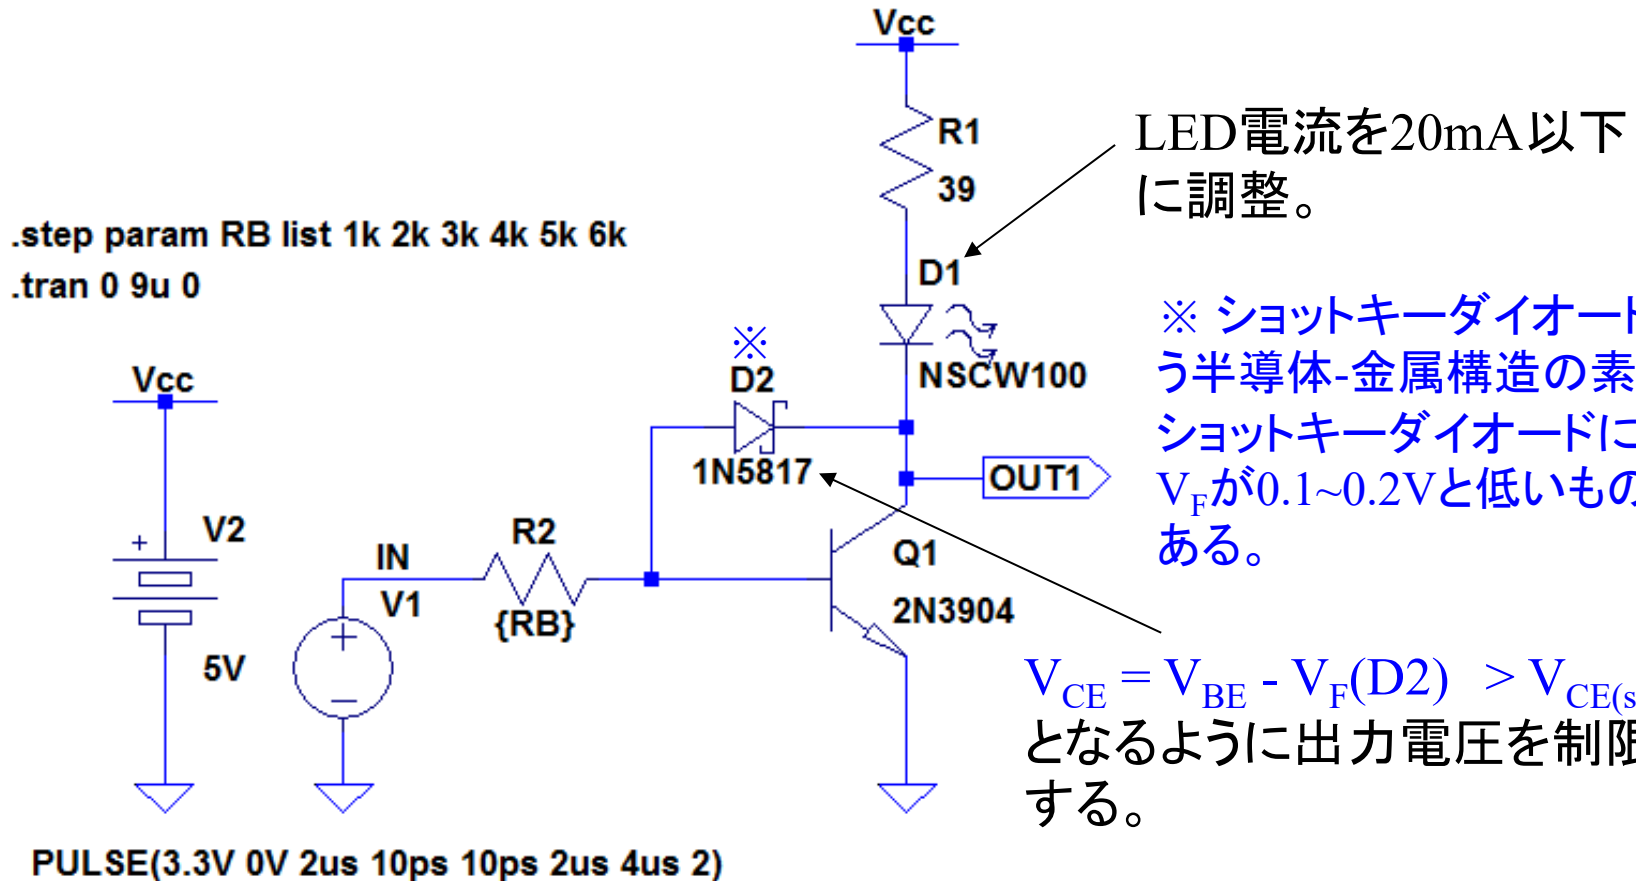 Vcc
R1
39
LED電流を20mA以下
に調整。
.step param RB list 1k 2k 3k 4k 5k 6k
.tran 0 9u 0
D1
NSCW100
※ ショットキーダイオード
う半導体-金属構造の素
ショットキーダイオードに
VFが0.1~0.2Vと低いもの
ある。
※
D2
1N5817
Vcc
OUT1
V2
5V
IN
V1
R2
{RB}
Q1
2N3904
VCE = VBE - VF(D2) > VCE(s
となるように出力電圧を制限
する。
PULSE(3.3V 0V 2us 10ps 10ps 2us 4us 2)